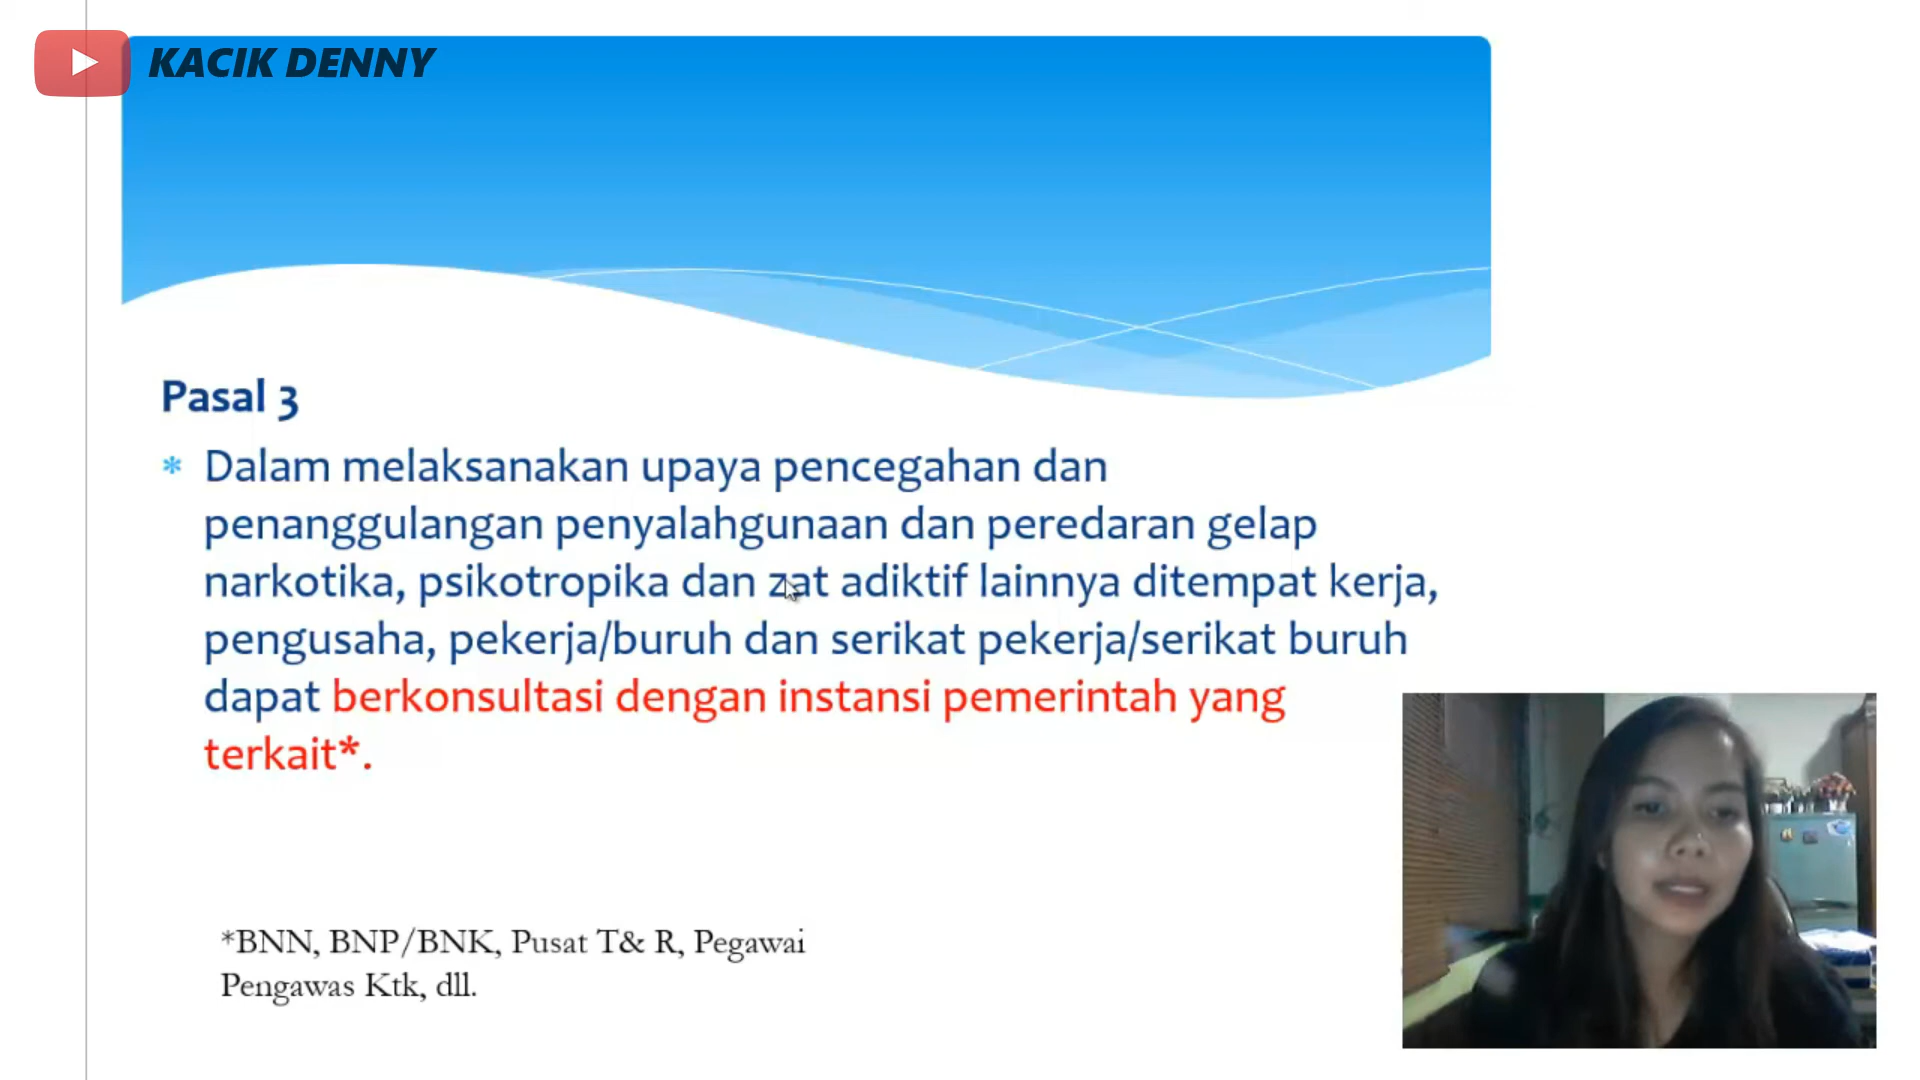 KACIK DENNY
Pasal 3
* Dalam melaksanakan upaya pencegahan dan
penanggulangan penyalahgunaan dan peredaran gelap
narkotika, psikotropika dan zat adiktif lainnya ditempat kerja,
pengusaha, pekerja/buruh dan serikat pekerja/serikat buruh
dapat berkonsultasi dengan instansi pemerintah yang
terkait*.
*BNN, BNP/BNK, Pusat T& R, Pegawai
Pengawas Ktk, dll.